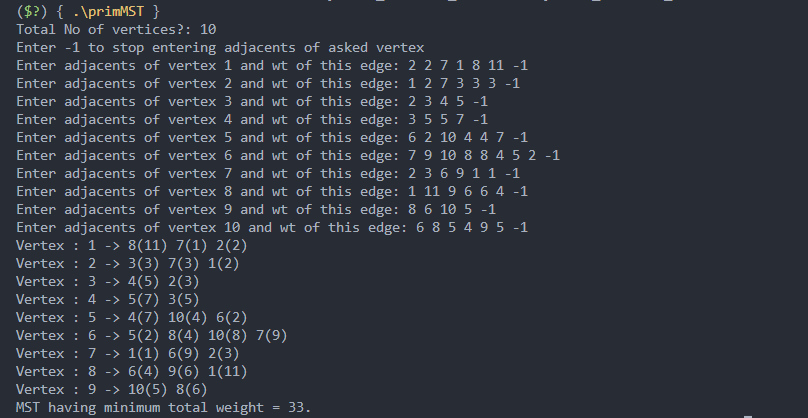 ($?) { .\primMST }
Total No of vertices?: 10
Enter -1 to stop entering adjacents of asked vertex
Enter adjacents of vertex 1 and wt of this edge: 2 2 7 1 8 11 -1
Enter adjacents of vertex 2 and wt of this edge: 1 2 7 3 3 3 -1
Enter adjacents of vertex 3 and wt of this edge: 2 3 4 5 -1
Enter adjacents of vertex 4 and wt of this edge: 3 5 5 7 -1
Enter adjacents of vertex 5 and wt of this edge: 6 2 10 4 4 7 -1
Enter adjacents of vertex 6 and wt of this edge: 7 9 10 8 8 4 5 2 -1
Enter adjacents of vertex 7 and wt of this edge: 2 3 6 9 1 1 -1
Enter adjacents of vertex 8 and wt of this edge: 1 11 9 6 6 4 -1
Enter adjacents of vertex 9 and wt of this edge: 8 6 10 5 -1
Enter adjacents of vertex 10 and wt of this edge: 6 8 5 4 9 5 -1
Vertex : 1 -> 8(11) 7(1) 2(2)
Vertex : 2 -> 3(3) 7(3) 1(2)
Vertex : 3 -> 4(5) 2(3)
Vertex : 4 -> 5(7) 3(5)
Vertex : 5 -> 4(7) 10(4) 6(2)
Vertex : 6 -> 5(2) 8(4) 10(8) 7(9)
Vertex : 7 -> 1(1) 6(9) 2(3)
Vertex : 8 -> 6(4) 9(6) 1(11)
Vertex : 9 -> 10(5) 8(6)
MST having minimum total weight = 33.